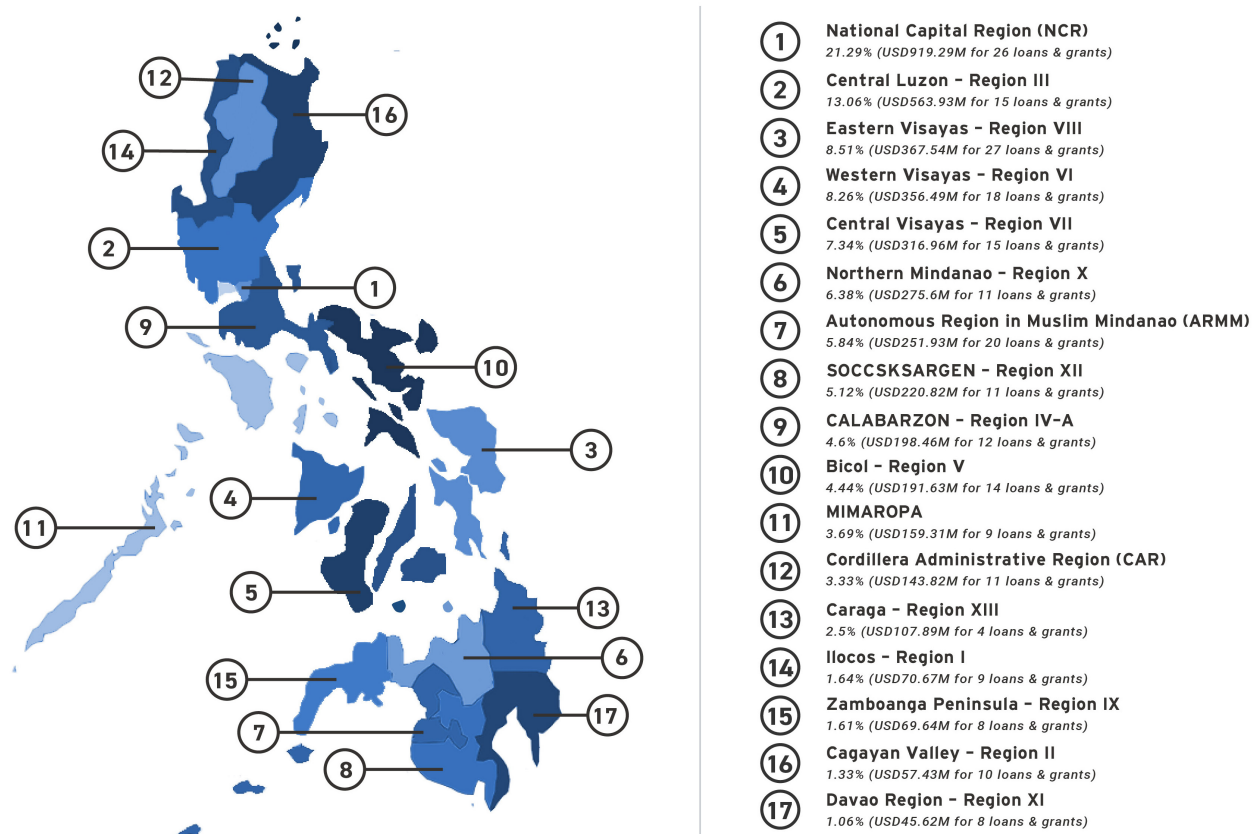 12
16
14
2
1
9
10
3
4
11
5
13
6
15
17
7
8
1
National Capital Region (NCR)
21.29% (USD919.29M for 26 loans & grants)
2
Central Luzon – Region III
13.06% (USD563.93M for 15 loans & grants)
3
Eastern Visayas – Region VIII
8.51% (USD367.54M for 27 loans & grants)
4
Western Visayas – Region VI
8.26% (USD356.49M for 18 loans & grants)
5
Central Visayas – Region VII
7.34% (USD316.96M for 15 loans & grants)
6
Northern Mindanao – Region X
6.38% (USD275.6M for 11 loans & grants)
7
Autonomous Region in Muslim Mindanao (ARMM)
5.84% (USD251.93M for 20 loans & grants)
8
SOCCSKSARGEN – Region XII
5.12% (USD220.82M for 11 loans & grants)
9
CALABARZON – Region IV-A
4.6% (USD198.46M for 12 loans & grants)
10
Bicol – Region V
4.44% (USD191.63M for 14 loans & grants)
11
MIMAROPA
3.69% (USD159.31M for 9 loans & grants)
12
Cordillera Administrative Region (CAR)
3.33% (USD143.82M for 11 loans & grants)
13
Caraga – Region XIII
2.5% (USD107.89M for 4 loans & grants)
14
Ilocos – Region I
1.64% (USD70.67M for 9 loans & grants)
15
Zamboanga Peninsula – Region IX
1.61% (USD69.64M for 8 loans & grants)
16
Cagayan Valley – Region II
1.33% (USD57.43M for 10 loans & grants)
17
Davao Region – Region XI
1.06% (USD45.62M for 8 loans & grants)